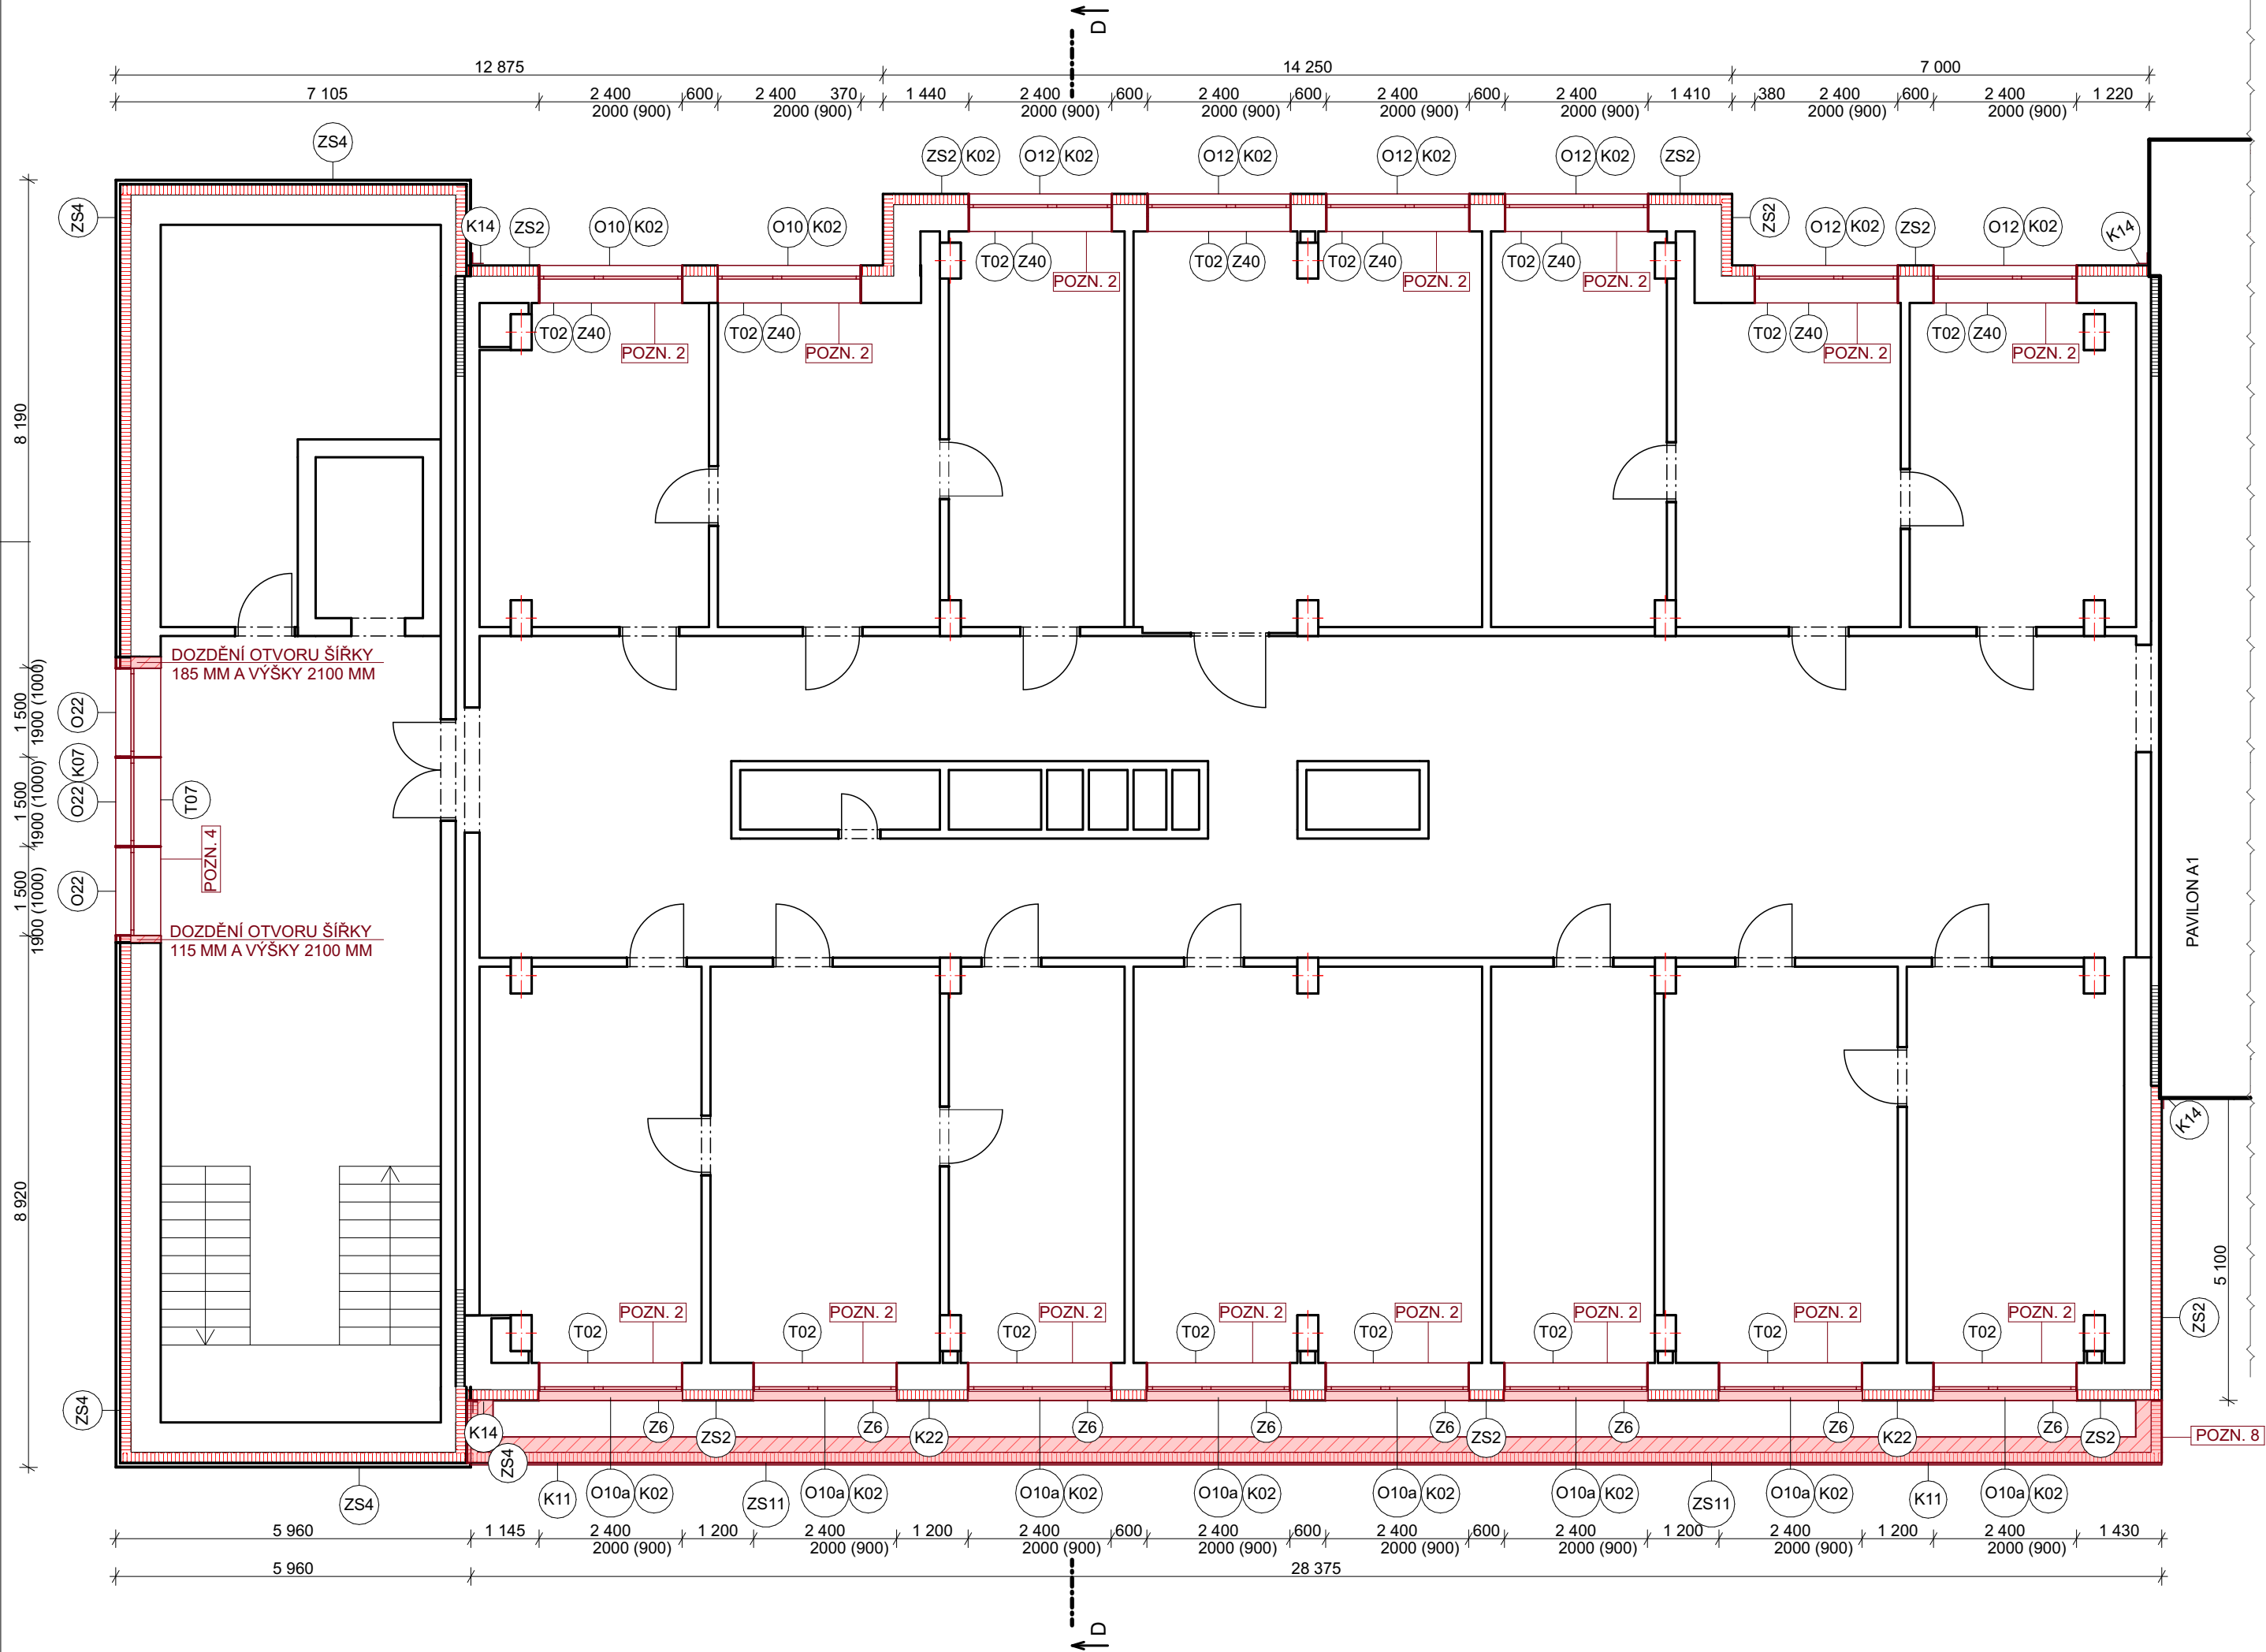 D
12 875 14 250 7 000
7 105 2 400 600 2 400 370 1 440 2 400 600 2 400 600 2 400 600 2 400 1 410 380 2 400 600 2 400 1 220
2000 (900) 2000 (900) 2000 (900) 2000 (900) 2000 (900) 2000 (900) 2000 (900) 2000 (900)
ZS4
ZS2 K02 O12 K02 O12 K02 O12 K02 O12 K02 ZS2
ZS4 K14 ZS2 O10 K02 O10 K02 ZS2 O12 K02 ZS2 O12 K02 K14
T02 Z40 T02 Z40 T02 Z40 T02 Z40
POZN. 2 POZN. 2 POZN. 2
T02 Z40 T02 Z40 T02 Z40 T02 Z40
POZN. 2 POZN. 2 POZN. 2 POZN. 2
8 190
DOZDĚNÍ OTVORU ŠÍŘKY
185 MM A VÝŠKY 2100 MM
1 500
1900 (1000)
O22
K07
1 500
1900 (1000)
O22
T07
POZN. 4
1 500
1900 (1000)
O22
PAVILON A1
DOZDĚNÍ OTVORU ŠÍŘKY
115 MM A VÝŠKY 2100 MM
K14
8 920
5 100
POZN. 2 POZN. 2 POZN. 2 POZN. 2 POZN. 2 POZN. 2 POZN. 2 POZN. 2
T02 T02 T02 T02 T02 T02 T02 T02
ZS2
ZS4
K14 Z6 ZS2 Z6 K22 Z6 Z6 Z6 ZS2 Z6 Z6 K22 Z6 ZS2
POZN. 8
ZS4
ZS4 K11 O10a K02 ZS11 O10a K02 O10a K02 O10a K02 O10a K02 O10a K02 ZS11 O10a K02 K11 O10a K02
5 960 1 145 2 400 1 200 2 400 1 200 2 400 600 2 400 600 2 400 600 2 400 1 200 2 400 1 200 2 400 1 430
2000 (900) 2000 (900) 2000 (900) 2000 (900) 2000 (900) 2000 (900) 2000 (900) 2000 (900)
5 960 28 375
D